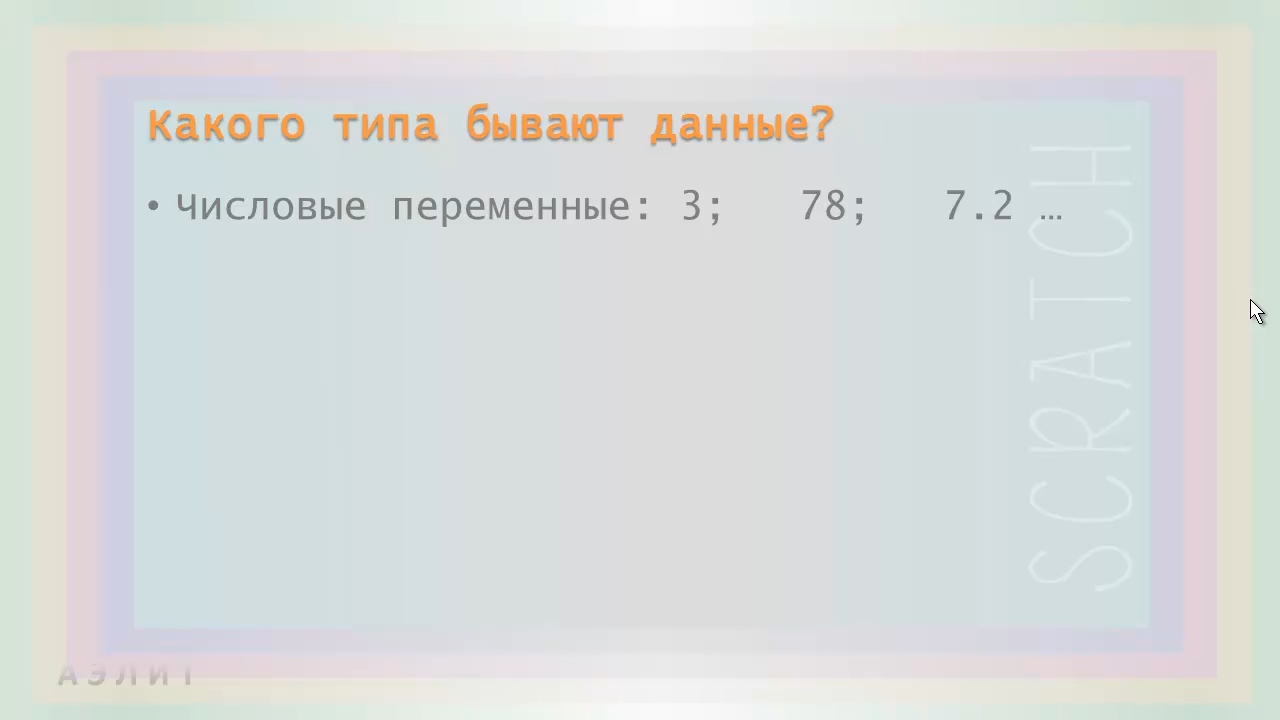 Какого типа бывают данные?
• Числовые переменные: 3; 78; 7.2 …
SCRATCH
АЭЛИТ